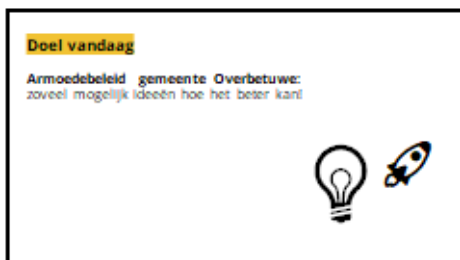 Doel vandaag
Armoedebeleid gemeente Overbetuwe:
zoveel mogelijk ideeën hoe het beter kan!